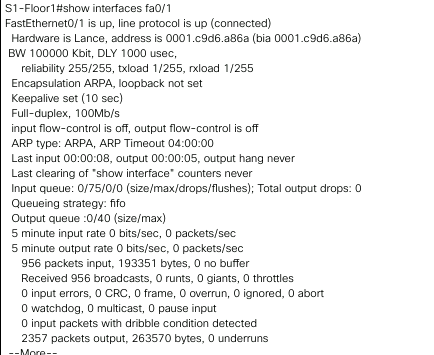 S1-Floor1#show interfaces fa0/1
FastEthernet0/1 is up, line protocol is up (connected)
Hardware is Lance, address is 0001.c9d6.a86a (bia 0001.c9d6.a86a)
BW 100000 Kbit, DLY 1000 usec,
reliability 255/255, txload 1/255, rxload 1/255
Encapsulation ARPA, loopback not set
Keepalive set (10 sec)
Full-duplex, 100Mb/s
input flow-control is off, output flow-control is off
ARP type: ARPA, ARP Timeout 04:00:00
Last input 00:00:08, output 00:00:05, output hang never
Last clearing of "show interface" counters never
Input queue: 0/75/0/0 (size/max/drops/flushes); Total output drops: 0
Queueing strategy: fifo
Output queue :0/40 (size/max)
5 minute input rate 0 bits/sec, 0 packets/sec
5 minute output rate 0 bits/sec, 0 packets/sec
956 packets input, 193351 bytes, 0 no buffer
Received 956 broadcasts, 0 runts, 0 giants, 0 throttles
0 input errors, 0 CRC, 0 frame, 0 overrun, 0 ignored, 0 abort
0 watchdog, 0 multicast, 0 pause input
0 input packets with dribble condition detected
2357 packets output, 263570 bytes, 0 underruns
--More--